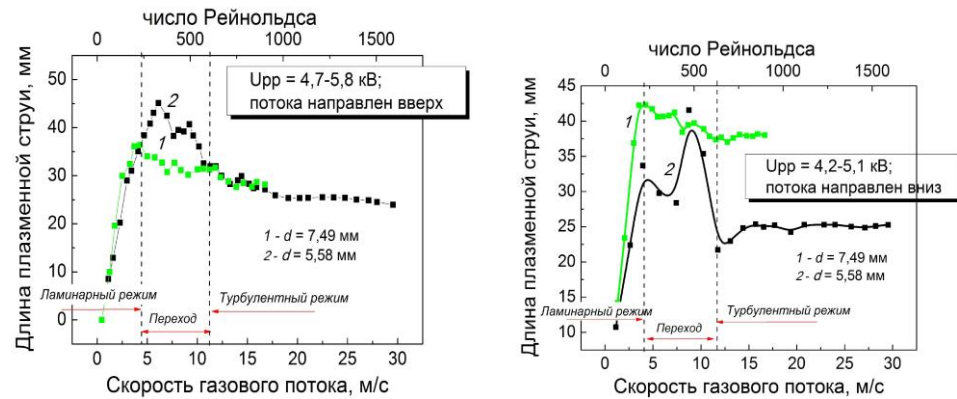 число Рейнольдса
0 500 1000 1500
Длина плазменной струи, мм
50
40
30
20
10
0
Upp = 4,7-5,8 кВ;
потока направлен вверх
2
1
1 - d = 7,49 мм
2 - d = 5,58 мм
Ламинарный режим
Турбулентный режим
Переход
0 5 10 15 20 25 30
Скорость газового потока, м/с
число Рейнольдса
0 500 1000 1500
Длина плазменной струи, мм
45
40
35
30
25
20
15
10
1
2
Upp = 4,2-5,1 кВ;
потока направлен вниз
1 - d = 7,49 мм
2 - d = 5,58 мм
Ламинарный режим
Турбулентный режим
Переход
0 5 10 15 20 25 30
Скорость газового потока, м/с